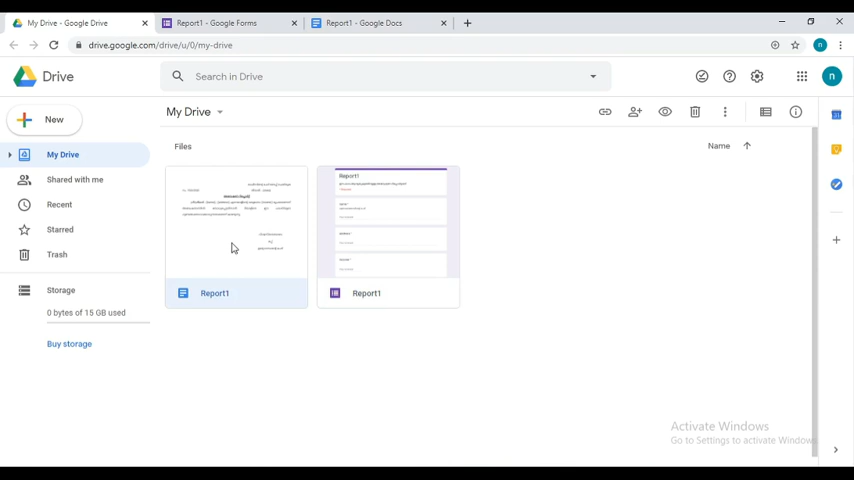 My Drive - Google Drive
Report1 - Google Forms
Report1 - Google Docs
drive.google.com/drive/u/0/my-drive
n
Drive
Search in Drive
n
New
My Drive
Files
Name
My Drive
Shared with me
Recent
Starred
Trash
Storage
0 bytes of 15 GB used
Buy storage
Report1
Report1
Report1
31
Activate Windows
Go to Settings to activate Windows